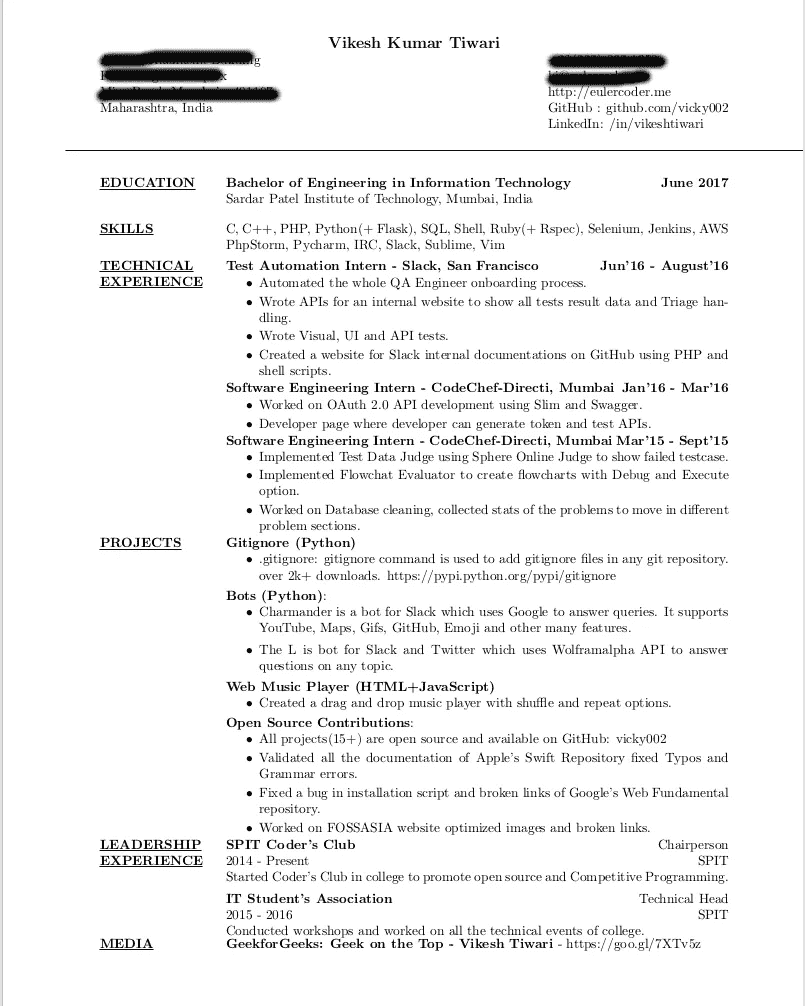 Vikesh Kumar Tiwari
Maharashtra, India
http://eulercoder.me
GitHub : github.com/vicky002
LinkedIn: /in/vikeshtiwari
EDUCATION Bachelor of Engineering in Information Technology June 2017
Sardar Patel Institute of Technology, Mumbai, India
SKILLS C, C++, PHP, Python(+ Flask), SQL, Shell, Ruby(+ Rspec), Selenium, Jenkins, AWS
PhpStorm, Pycharm, IRC, Slack, Sublime, Vim
TECHNICAL Test Automation Intern - Slack, San Francisco Jun'16 - August'16
EXPERIENCE • Automated the whole QA Engineer onboarding process.
• Wrote APIs for an internal website to show all tests result data and Triage han-
dling.
• Wrote Visual, UI and API tests.
• Created a website for Slack internal documentations on GitHub using PHP and
shell scripts.
Software Engineering Intern - CodeChef-Directi, Mumbai Jan'16 - Mar'16
• Worked on OAuth 2.0 API development using Slim and Swagger.
• Developer page where developer can generate token and test APIs.
Software Engineering Intern - CodeChef-Directi, Mumbai Mar'15 - Sept'15
• Implemented Test Data Judge using Sphere Online Judge to show failed testcase.
• Implemented Flowchat Evaluator to create flowcharts with Debug and Execute
option.
• Worked on Database cleaning, collected stats of the problems to move in different
problem sections.
PROJECTS Gitignore (Python)
• .gitignore: gitignore command is used to add gitignore files in any git repository.
over 2k+ downloads. https://pypi.python.org/pypi/gitignore
Bots (Python):
• Charmander is a bot for Slack which uses Google to answer queries. It supports
YouTube, Maps, Gifs, GitHub, Emoji and other many features.
• The L is bot for Slack and Twitter which uses Wolframalpha API to answer
questions on any topic.
Web Music Player (HTML+JavaScript)
• Created a drag and drop music player with shuffle and repeat options.
Open Source Contributions:
• All projects(15+) are open source and available on GitHub: vicky002
• Validated all the documentation of Apple's Swift Repository fixed Typos and
Grammar errors.
• Fixed a bug in installation script and broken links of Google's Web Fundamental
repository.
• Worked on FOSSASIA website optimized images and broken links.
LEADERSHIP SPIT Coder's Club Chairperson
EXPERIENCE 2014 - Present SPIT
Started Coder's Club in college to promote open source and Competitive Programming.
IT Student's Association Technical Head
2015 - 2016 SPIT
Conducted workshops and worked on all the technical events of college.
MEDIA GeekforGeeks: Geek on the Top - Vikesh Tiwari - https://goo.gl/7XTv5z